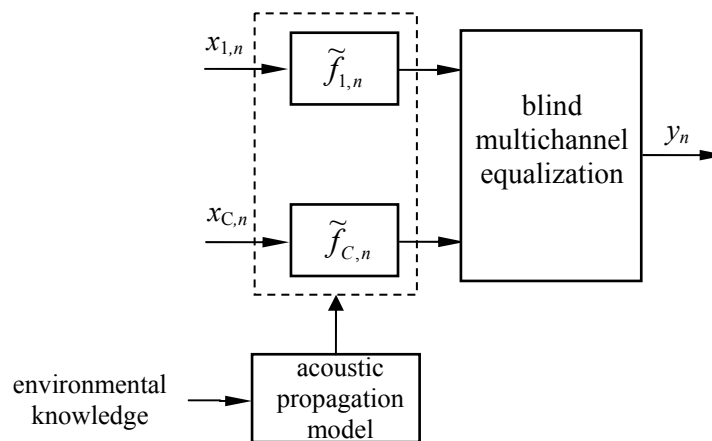 x1,n
f̃1,n
blind
multichannel
equalization
yn
xC,n
f̃C,n
environmental
knowledge
acoustic
propagation
model